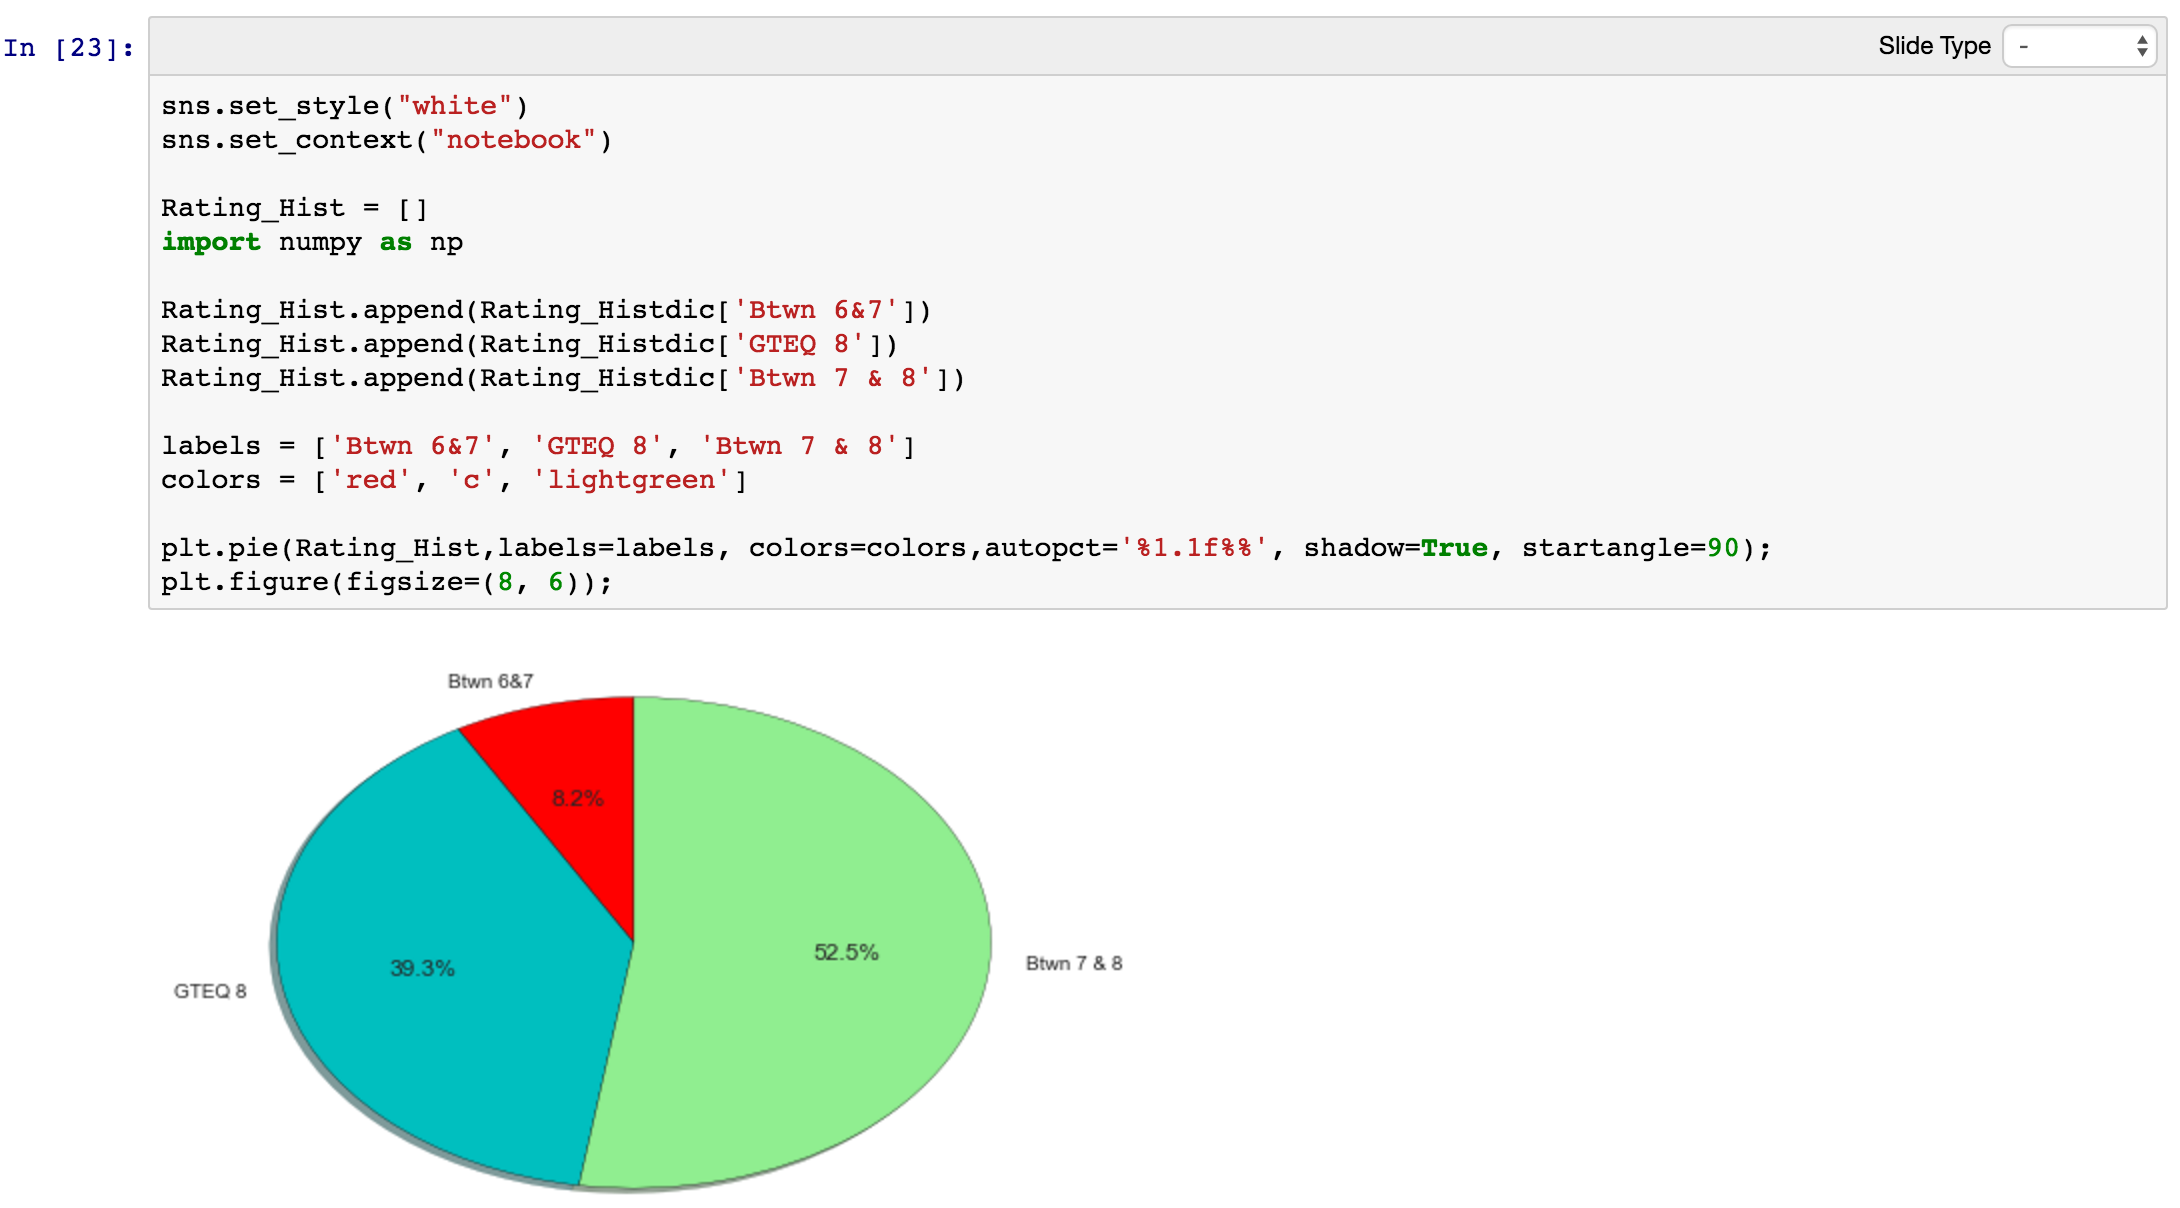 In [23]:
Slide Type -
sns.set_style("white")
sns.set_context("notebook")
Rating_Hist = []
import numpy as np
Rating_Hist.append(Rating_Histdic['Btwn 6&7'])
Rating_Hist.append(Rating_Histdic['GTEQ 8'])
Rating_Hist.append(Rating_Histdic['Btwn 7 & 8'])
labels = ['Btwn 6&7', 'GTEQ 8', 'Btwn 7 & 8']
colors = ['red', 'c', 'lightgreen']
plt.pie(Rating_Hist,labels=labels, colors=colors,autopct='%1.1f%%', shadow=True, startangle=90);
plt.figure(figsize=(8, 6));
Btwn 6&7
8.2%
52.5%
Btwn 7 & 8
39.3%
GTEQ 8